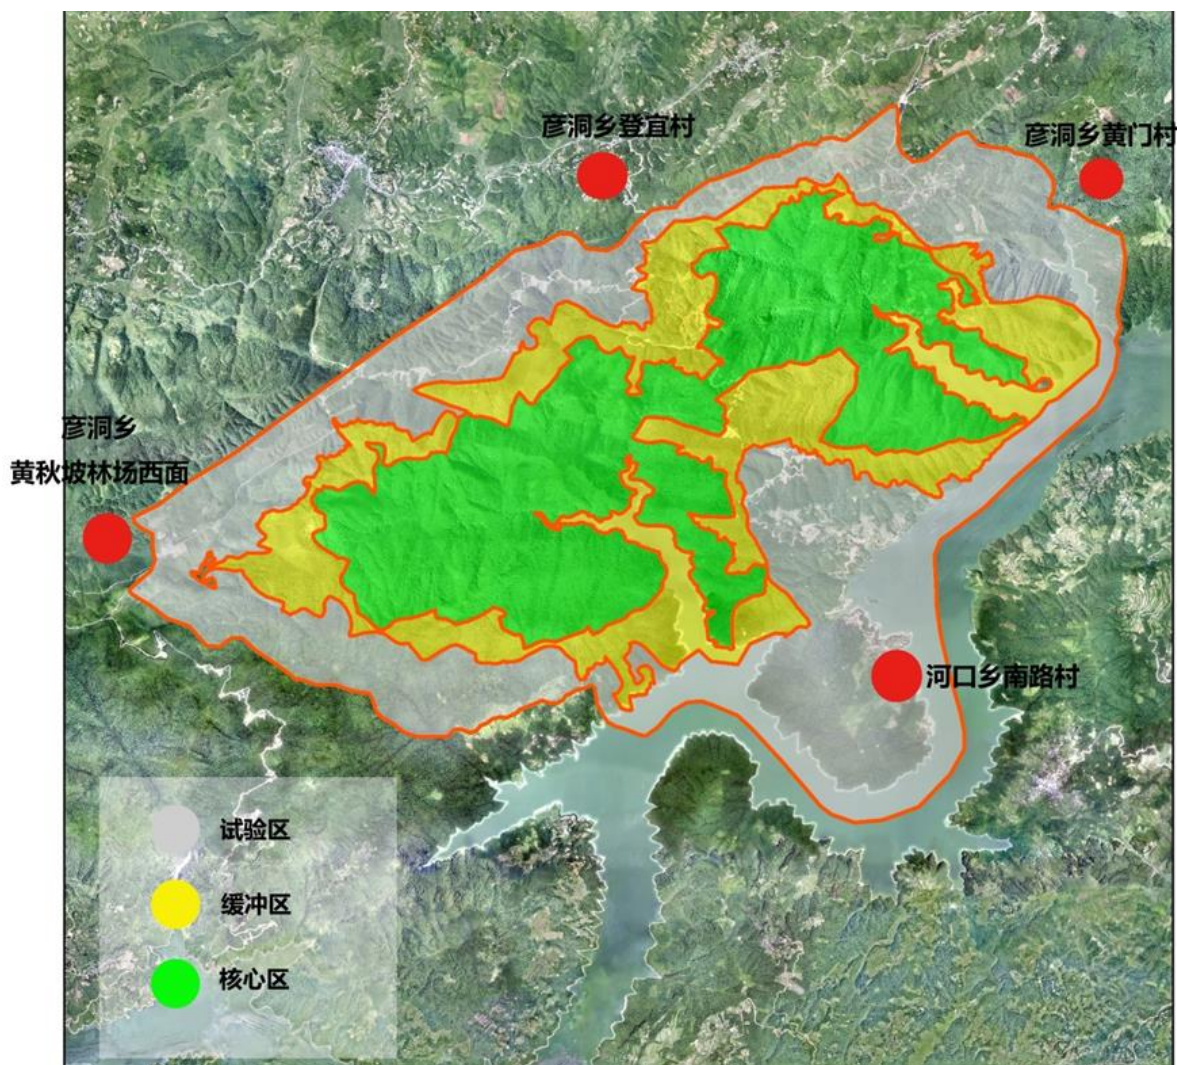 彦洞乡登宜村
彦洞乡黄门村
彦洞乡
黄秋坡林场西面
河口乡南路村
试验区
缓冲区
核心区